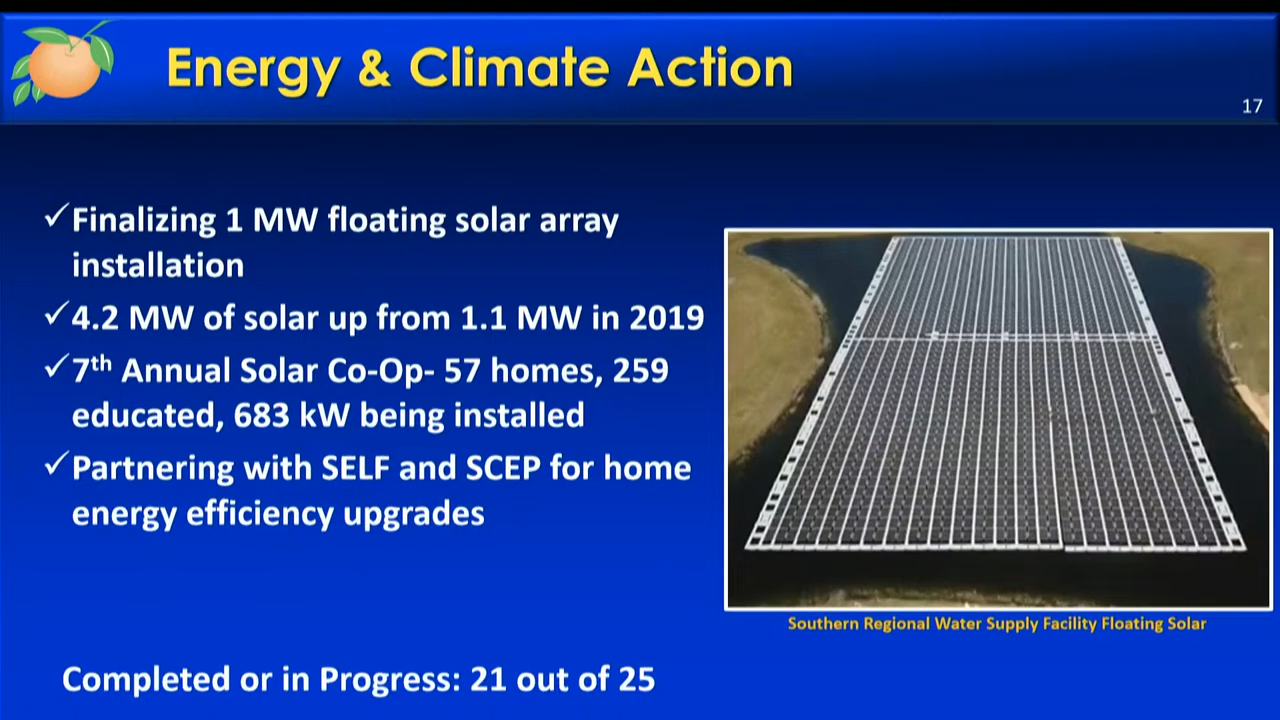 Energy & Climate Action
17
✓Finalizing 1 MW floating solar array
installation
✓4.2 MW of solar up from 1.1 MW in 2019
✓7th Annual Solar Co-Op- 57 homes, 259
educated, 683 kW being installed
✓Partnering with SELF and SCEP for home
energy efficiency upgrades
Southern Regional Water Supply Facility Floating Solar
Completed or in Progress: 21 out of 25